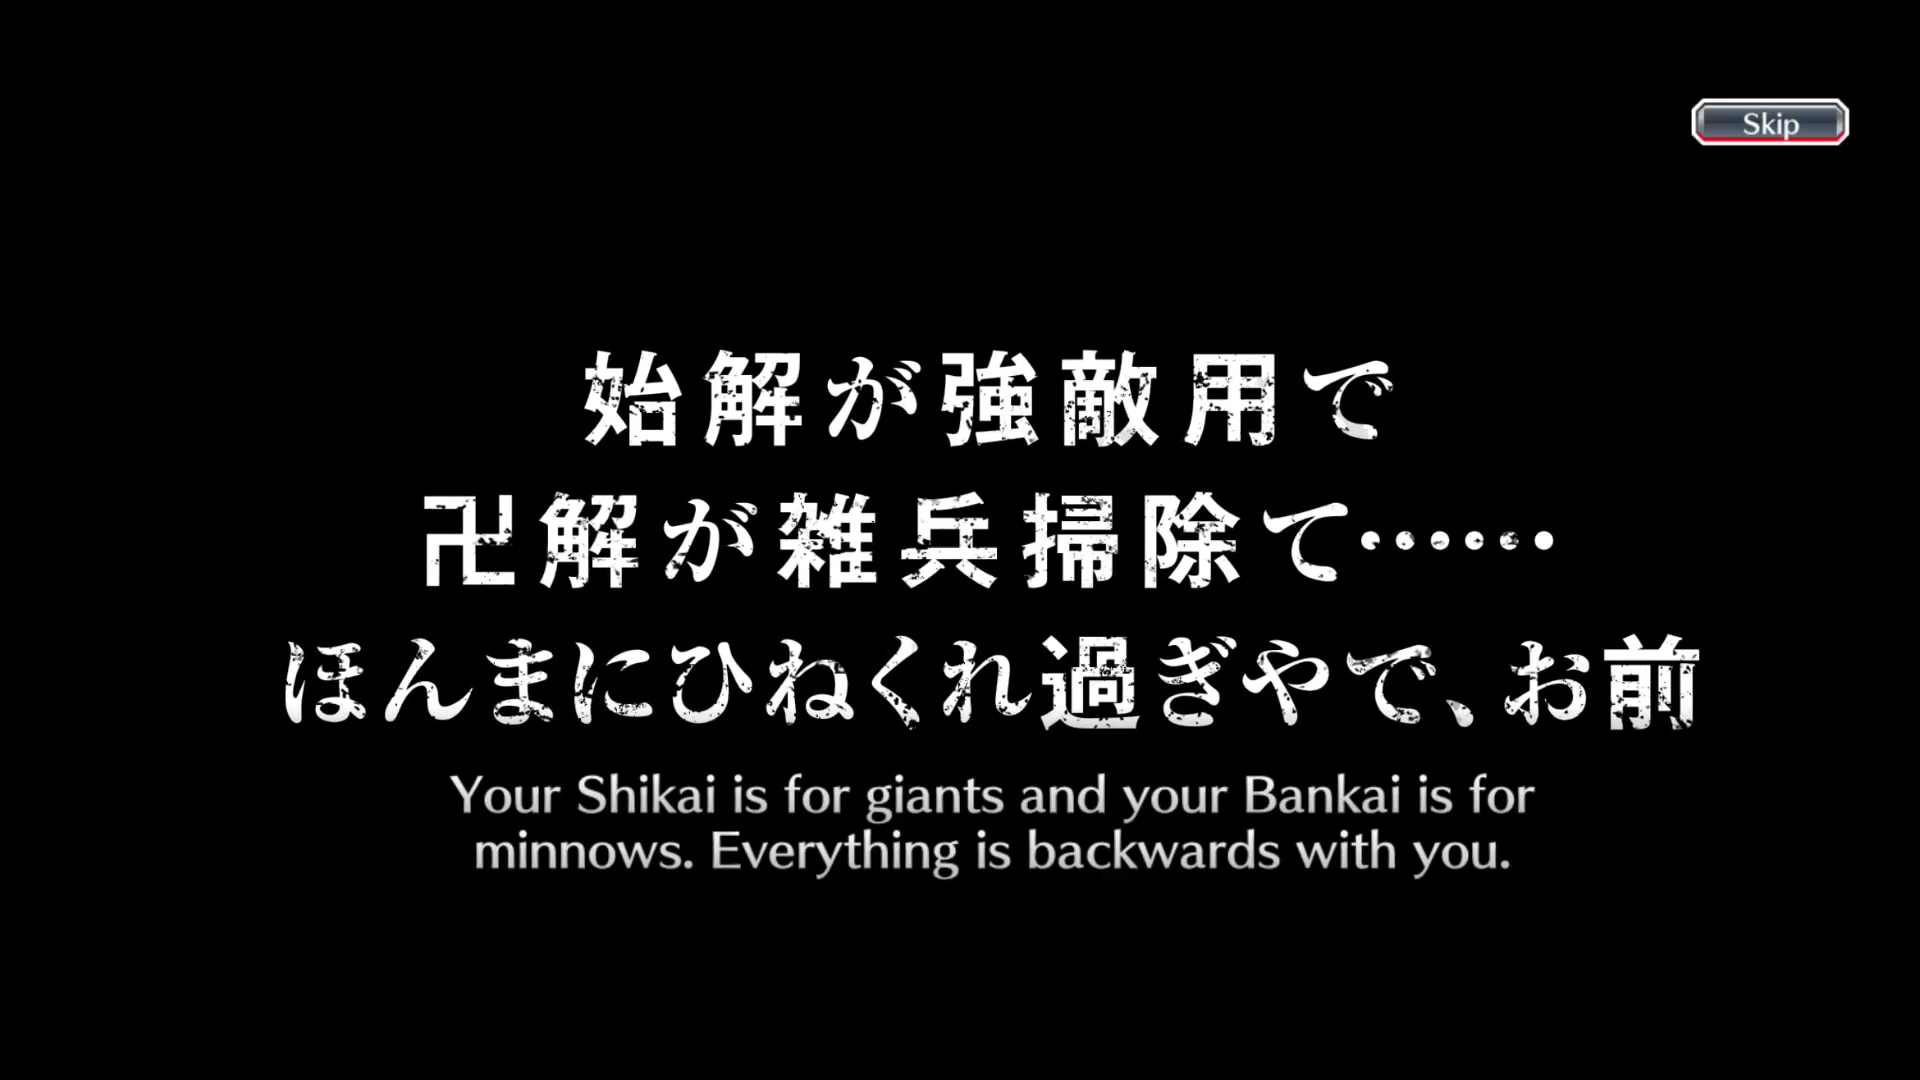 Skip
始解が強敵用で
卍解が雑兵掃除て……
ほんまにひねくれ過ぎやで、お前
Your Shikai is for giants and your Bankai is for
minnows. Everything is backwards with you.